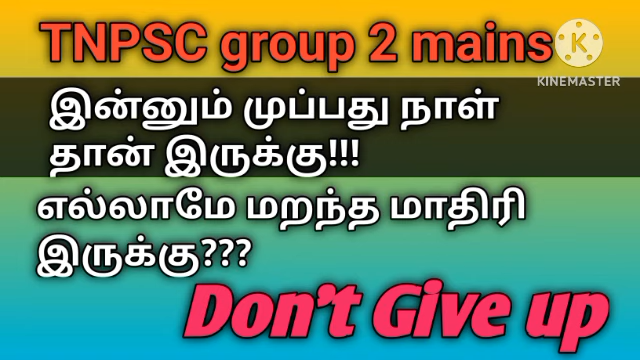 TNPSC group 2 mains
K
KINEMASTER
இன்னும் முப்பது நாள்
தான் இருக்கு!!!
எல்லாமே மறந்த மாதிரி
இருக்கு???
Don't Give up